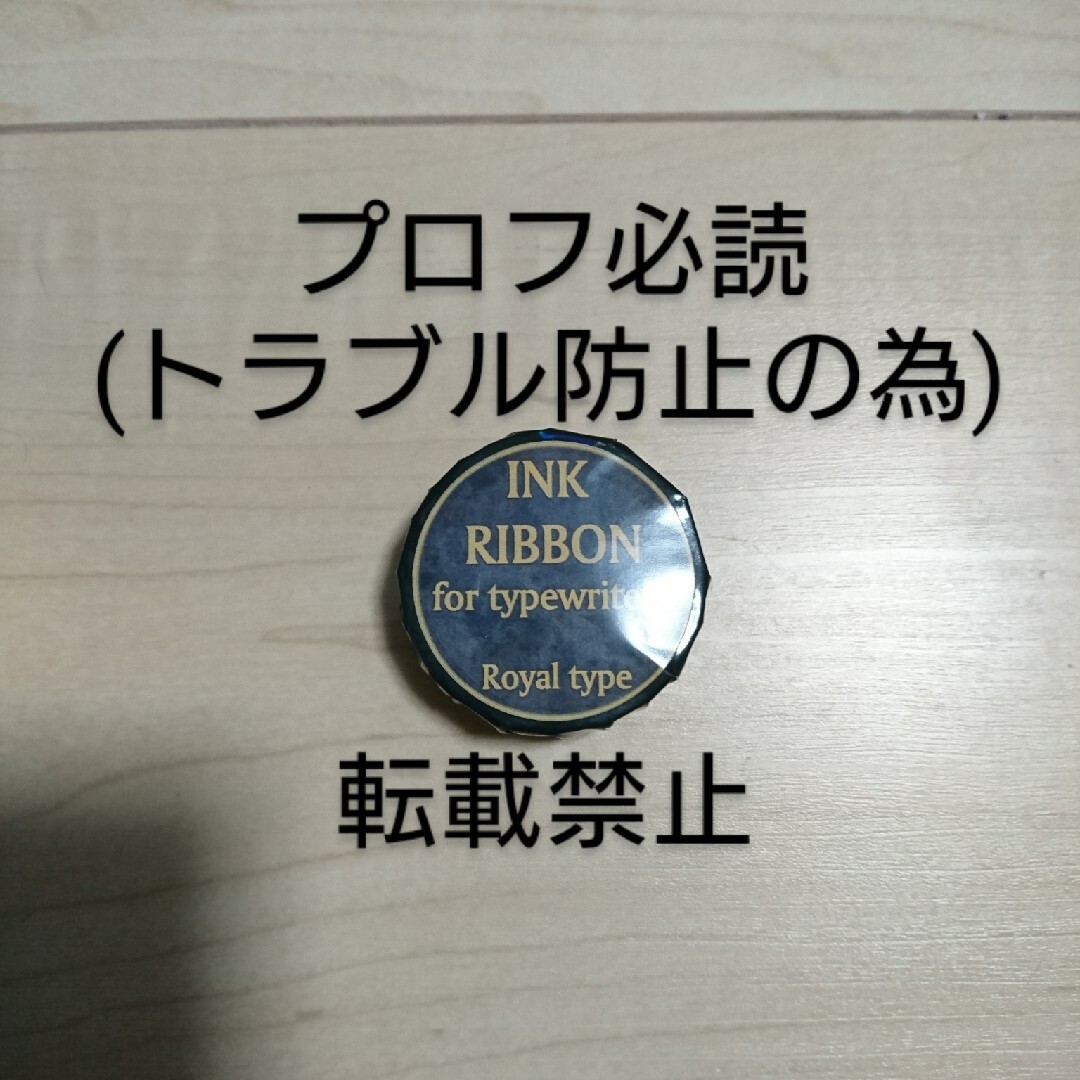 プロフ必読
(トラブル防止の為)
INK
RIBBON
for typewrite
Royal type
転載禁止